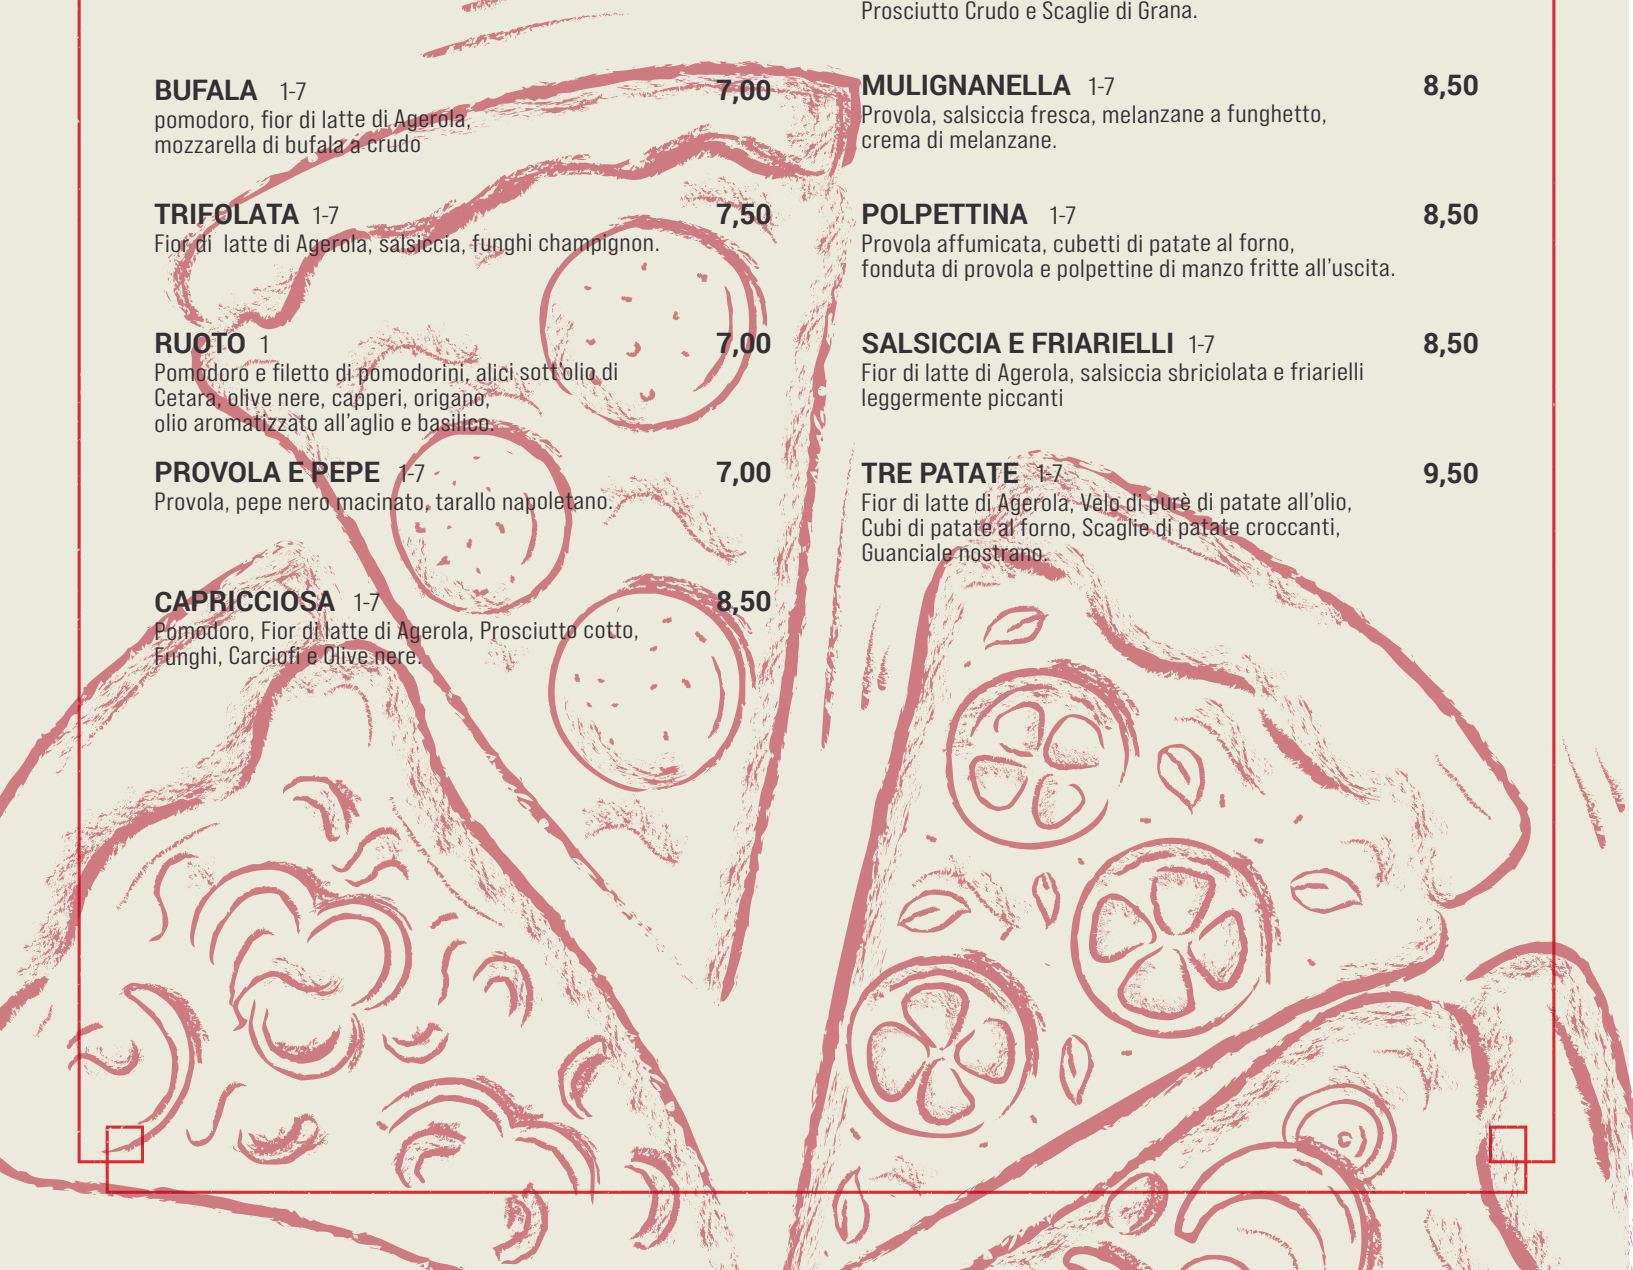 BUFALA 1-7 7,00
pomodoro, fior di latte di Agerola,
mozzarella di bufala a crudo
TRIFOLATA 1-7 7,50
Fior di latte di Agerola, salsiccia, funghi champignon.
RUOTO 1 7,00
Pomodoro e filetto di pomodorini, alici sott'olio di
Cetara, olive nere, capperi, origano,
olio aromatizzato all'aglio e basilico.
PROVOLA E PEPE 1-7 7,00
Provola, pepe nero macinato, tarallo napoletano.
CAPRICCIOSA 1-7 8,50
Pomodoro, Fior di latte di Agerola, Prosciutto cotto,
Funghi, Carciofi e Olive nere.
Prosciutto Crudo e Scaglie di Grana.
MULIGNANELLA 1-7 8,50
Provola, salsiccia fresca, melanzane a funghetto,
crema di melanzane.
POLPETTINA 1-7 8,50
Provola affumicata, cubetti di patate al forno,
fonduta di provola e polpettine di manzo fritte all'uscita.
SALSICCIA E FRIARIELLI 1-7 8,50
Fior di latte di Agerola, salsiccia sbriciolata e friarielli
leggermente piccanti
TRE PATATE 1-7 9,50
Fior di latte di Agerola, Velo di purè di patate all'olio,
Cubi di patate al forno, Scaglie di patate croccanti,
Guanciale nostrano.